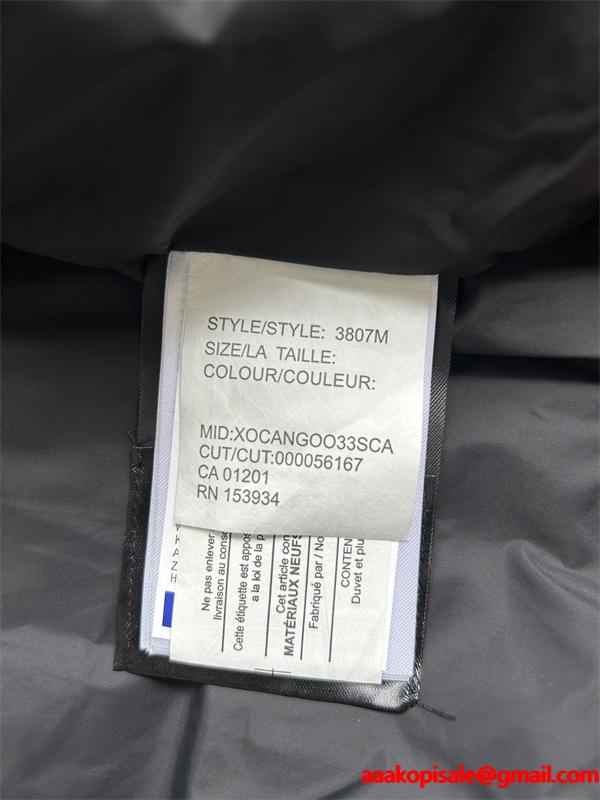 STYLE/STYLE: 3807M
SIZE/LA TAILLE:
COLOUR/COULEUR:
MID:XOCANGOO33SCA
CUT/CUT:000056167
CA 01201
RN 153934
VKAZH
Ne pas enlever
livraison au cons
Cette étiquette est appos
a la loi de la p
Cet article con
MATÉRIAUX NEUFS
Fabriqué par / No
CONTEN
Duvet et plu
aaakopisale@gmail.com